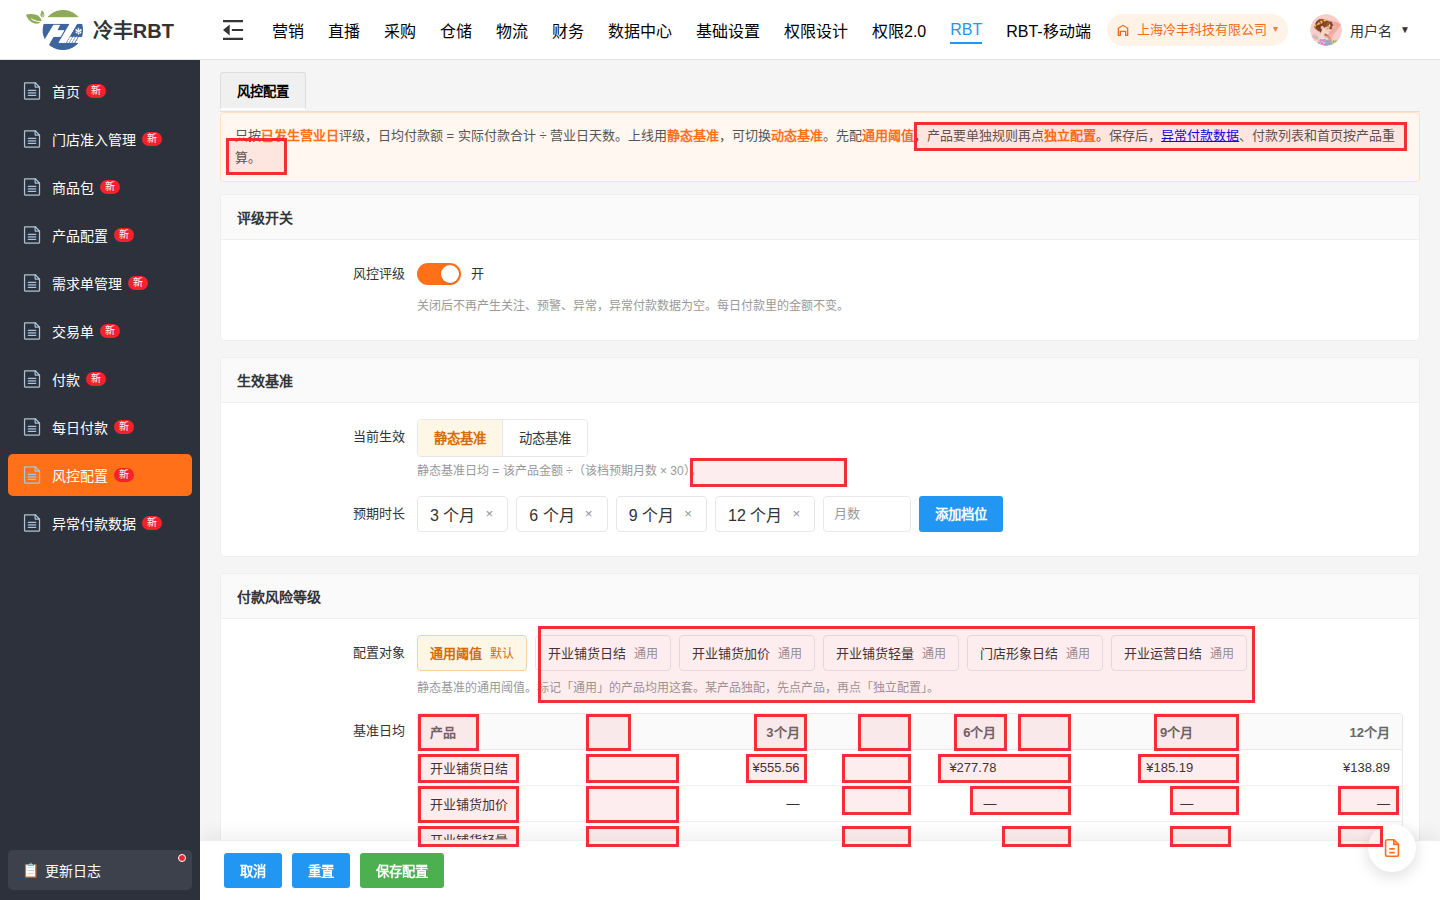 冷丰RBT
营销 直播 采购 仓储 物流 财务 数据中心 基础设置 权限设计 权限2.0 RBT RBT-移动端 上海冷丰科技有限公司 ▾ 用户名 ▼
首页 新
门店准入管理 新
商品包 新
产品配置 新
需求单管理 新
交易单 新
付款 新
每日付款 新
风控配置 新
异常付款数据 新
更新日志
风控配置
只按已发生营业日评级，日均付款额 = 实际付款合计 ÷ 营业日天数。上线用静态基准，可切换动态基准。先配通用阈值，产品要单独规则再点独立配置。保存后，异常付款数据、付款列表和首页按产品重
算。
评级开关
风控评级 开
关闭后不再产生关注、预警、异常，异常付款数据为空。每日付款里的金额不变。
生效基准
当前生效 静态基准 动态基准
静态基准日均 = 该产品金额 ÷（该档预期月数 × 30）。
预期时长 3 个月 × 6 个月 × 9 个月 × 12 个月 × 月数 添加档位
付款风险等级
配置对象 通用阈值 默认 开业铺货日结 通用 开业铺货加价 通用 开业铺货轻量 通用 门店形象日结 通用 开业运营日结 通用
静态基准的通用阈值。标记「通用」的产品均用这套。某产品独配，先点产品，再点「独立配置」。
基准日均 产品 3个月 6个月 9个月 12个月
开业铺货日结 ¥555.56 ¥277.78 ¥185.19 ¥138.89
开业铺货加价 — — — —
开业铺货轻量
取消 重置 保存配置